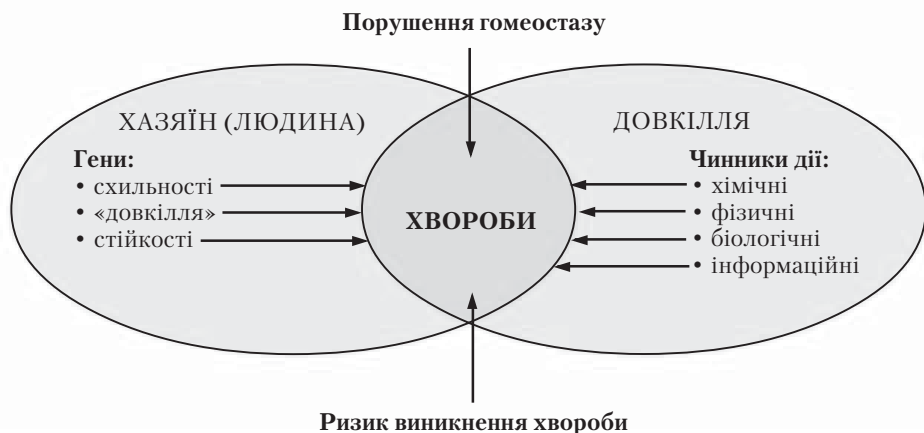 Порушення гомеостазу
ХАЗЯЇН (ЛЮДИНА)
Гени:
• схильності
• «довкілля»
• стійкості
ХВОРОБИ
ДОВКІЛЛЯ
Чинники дії:
• хімічні
• фізичні
• біологічні
• інформаційні
Ризик виникнення хвороби